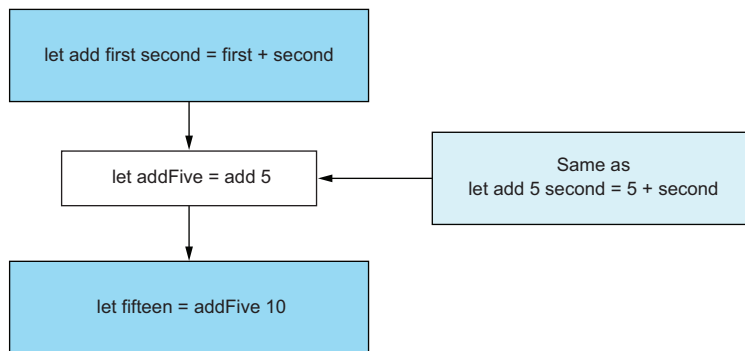 let add first second = first + second
let addFive = add 5
Same as
let add 5 second = 5 + second
let fifteen = addFive 10